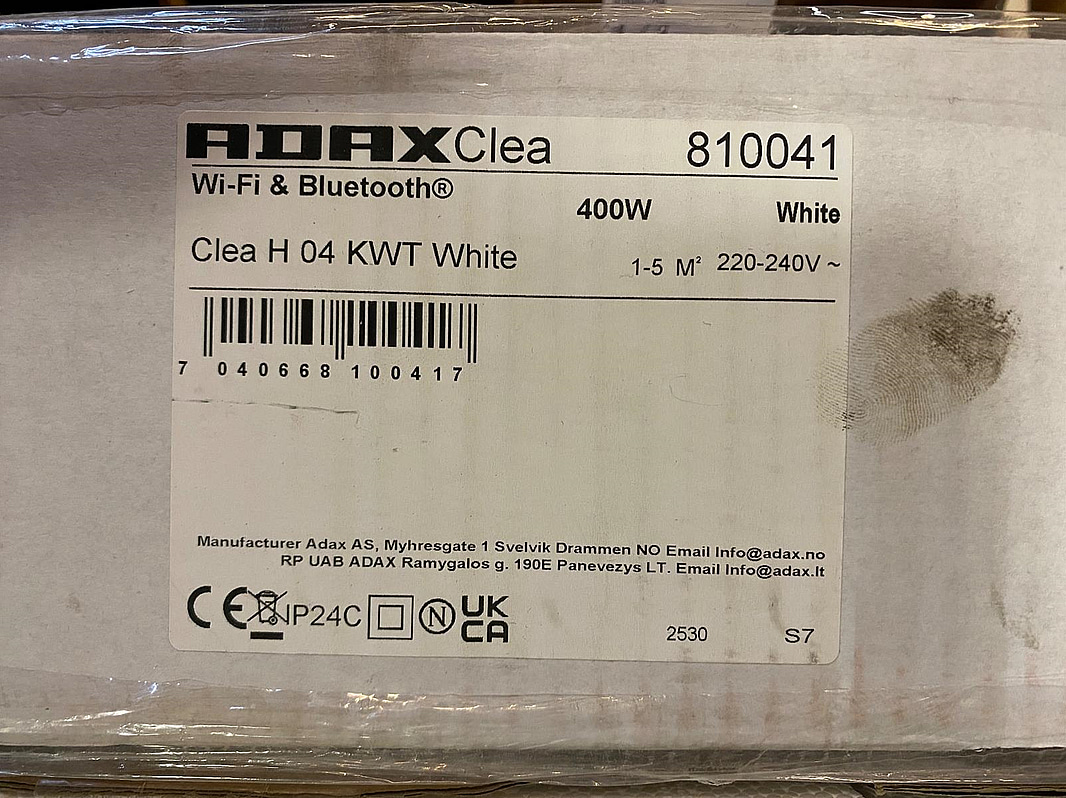 ADAX Clea 810041
Wi-Fi & Bluetooth®
400W White
Clea H 04 KWT White 1-5 M² 220-240V ~
7 040668 100417
Manufacturer Adax AS, Myhresgate 1 Svelvik Drammen NO Email Info@adax.no
RP UAB ADAX Ramygalos g. 190E Panevezys LT. Email Info@adax.lt
CE IP24C N UK
CA
2530 S7